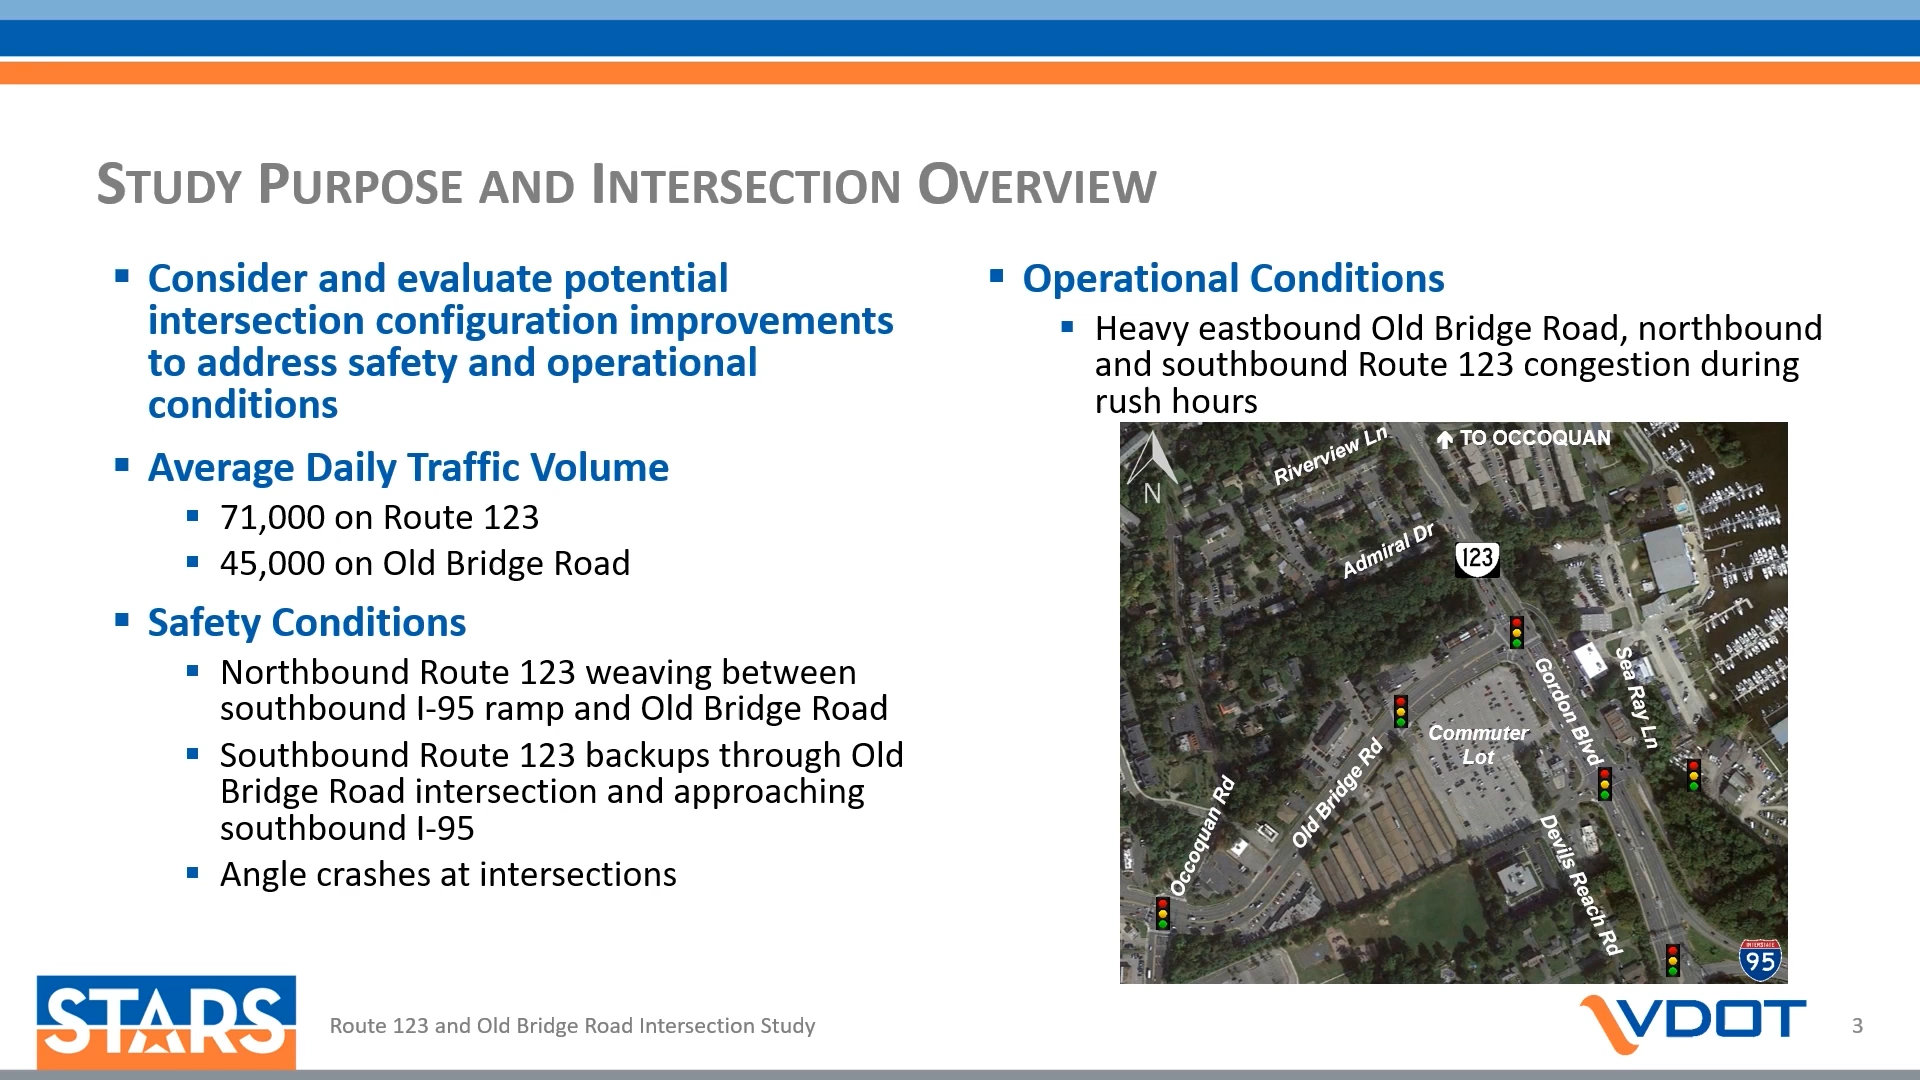 STUDY PURPOSE AND INTERSECTION OVERVIEW
▪ Consider and evaluate potential
intersection configuration improvements
to address safety and operational
conditions
▪ Average Daily Traffic Volume
▪ 71,000 on Route 123
▪ 45,000 on Old Bridge Road
▪ Safety Conditions
▪ Northbound Route 123 weaving between
southbound I-95 ramp and Old Bridge Road
▪ Southbound Route 123 backups through Old
Bridge Road intersection and approaching
southbound I-95
▪ Angle crashes at intersections
▪ Operational Conditions
▪ Heavy eastbound Old Bridge Road, northbound
and southbound Route 123 congestion during
rush hours
N
Riverview Ln
TO OCCOQUAN
Admiral Dr
123
Gordon Blvd
Sea Ray Ln
Commuter
Lot
Old Bridge Rd
Occoquan Rd
Devils Reach Rd
INTERSTATE
95
STARS
Route 123 and Old Bridge Road Intersection Study
VDOT
3